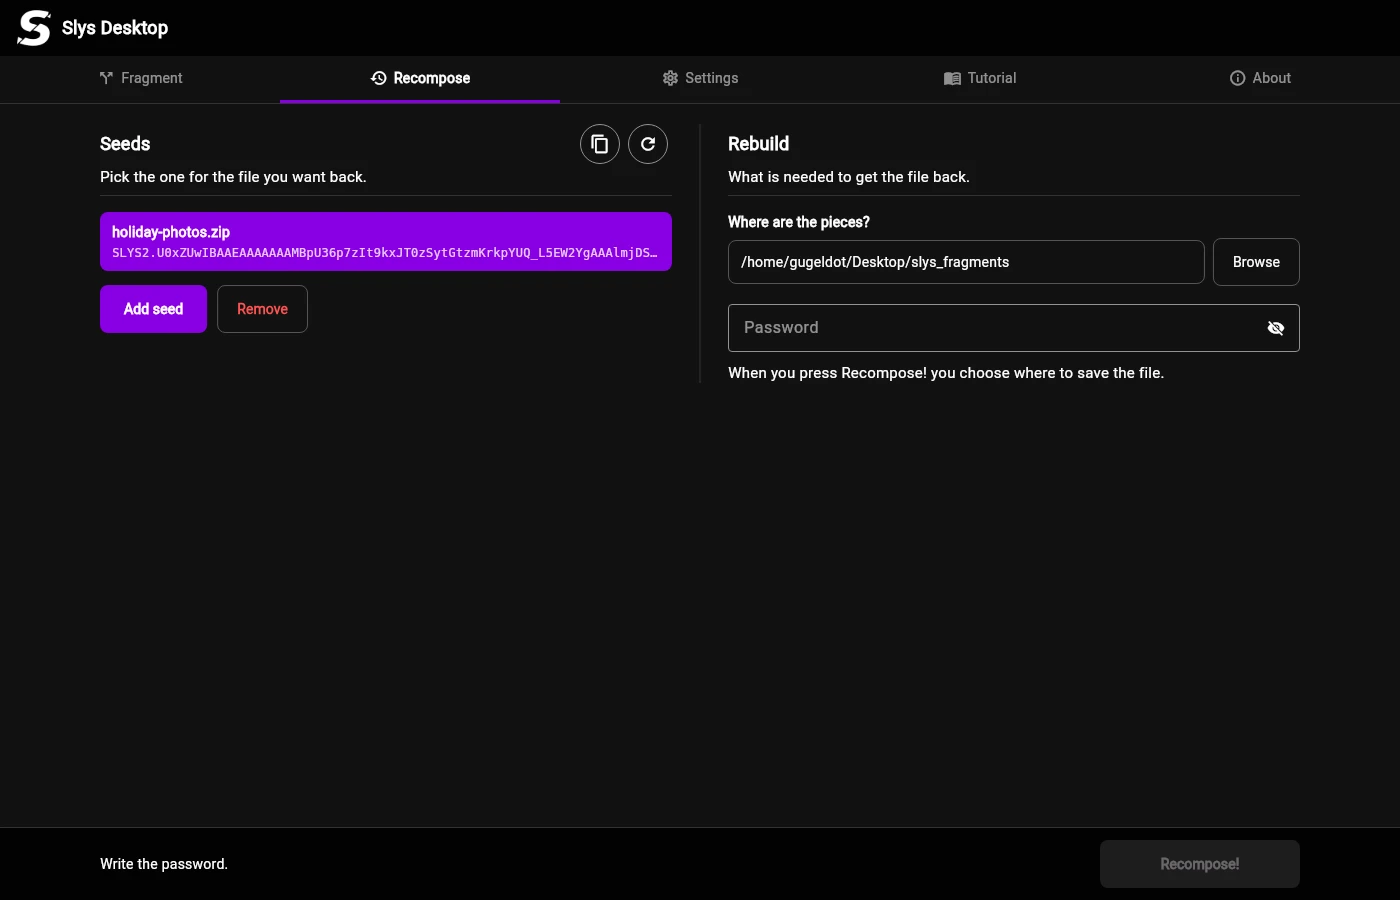 Slys Desktop
Fragment
Recompose
Settings
Tutorial
About
Seeds
Pick the one for the file you want back.
holiday-photos.zip
SLYS2.U0xZUwIBAAEAAAAAAAMBpU36p7zIt9kxJT0zSytGtzmKrkpYUQ_L5EW2YgAAAlmjDS…
Add seed
Remove
Rebuild
What is needed to get the file back.
Where are the pieces?
/home/gugeldot/Desktop/slys_fragments
Browse
Password
When you press Recompose! you choose where to save the file.
Write the password.
Recompose!